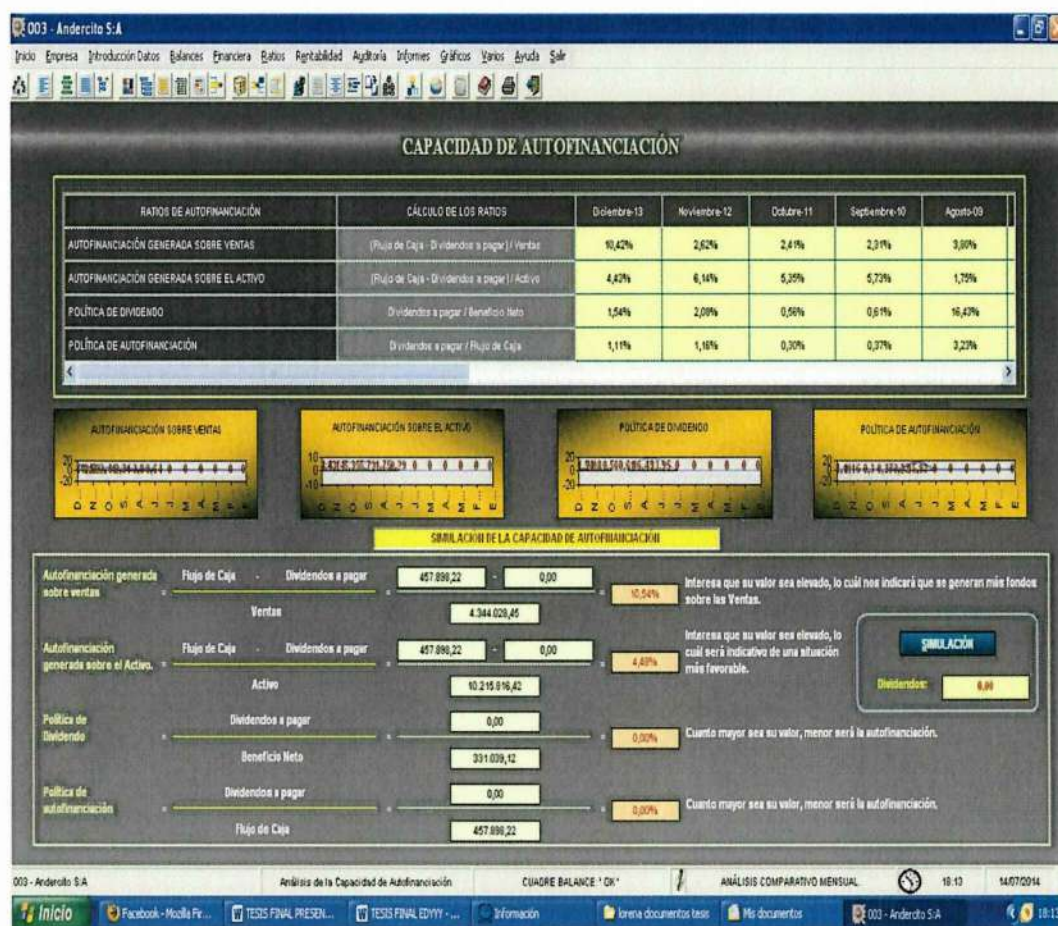 003 - Andercito S:A
Inicio Empresa Introducción Datos Balances Financiera Ratios Rentabilidad Auditoría Informes Gráficos Varios Ayuda Salir
CAPACIDAD DE AUTOFINANCIACIÓN
RATIOS DE AUTOFINANCIACIÓN CÁLCULO DE LOS RATIOS Diciembre-13 Noviembre-12 Octubre-11 Septiembre-10 Agosto-09
AUTOFINANCIACIÓN GENERADA SOBRE VENTAS (Flujo de Caja - Dividendos a pagar) / Ventas 10,42% 2,62% 2,41% 2,31%
AUTOFINANCIACIÓN GENERADA SOBRE EL ACTIVO (Flujo de Caja - Dividendos a pagar) / Activo 4,43% 6,14% 5,35% 5,73% 1,75%
POLÍTICA DE DIVIDENDO Dividendos a pagar / Beneficio Neto 1,54% 2,08% 0,56% 0,61% 16,43%
POLÍTICA DE AUTOFINANCIACIÓN Dividendos a pagar / Flujo de Caja 1,11% 1,16% 0,30% 0,37% 3,23%
AUTOFINANCIACIÓN SOBRE VENTAS AUTOFINANCIACIÓN SOBRE EL ACTIVO POLÍTICA DE DIVIDENDO POLÍTICA DE AUTOFINANCIACIÓN
20 10 20 20
0 0 0 0
-20 -10 -20 -20
D N O S A J J M A M F E D N O S A J J M A M F E D N O S A J J M A M F E D N O S A J J M A M F E
SIMULACIÓN DE LA CAPACIDAD DE AUTOFINANCIACIÓN
Autofinanciación generada sobre ventas = Flujo de Caja - Dividendos a pagar = 457.898,22 - 0,00 = 10,54% Interesa que su valor sea elevado, lo cuál nos indicará que se generan más fondos sobre las Ventas.
Ventas 4.344.028,45
Autofinanciación generada sobre el Activo. = Flujo de Caja - Dividendos a pagar = 457.898,22 - 0,00 = 4,48% Interesa que su valor sea elevado, lo cuál será indicativo de una situación más favorable.
Activo 10.215.816,42
SIMULACIÓN
Dividendos: 0,00
Política de Dividendo = Dividendos a pagar = 0,00 = 0,00% Cuanto mayor sea su valor, menor será la autofinanciación.
Beneficio Neto 331.039,12
Política de autofinanciación = Dividendos a pagar = 0,00 = 0,00% Cuanto mayor sea su valor, menor será la autofinanciación.
Flujo de Caja 457.898,22
003 - Andercito S:A Análisis de la Capacidad de Autofinanciación CUADRE BALANCE: "OK" ANÁLISIS COMPARATIVO MENSUAL 18:13 14/07/2014
Inicio Facebook - Mozilla Fir... TESIS FINAL PRESEN... TESIS FINAL EDYYY - ... Información lorena documentos tesis Mis documentos 003 - Andercito S:A 18:13